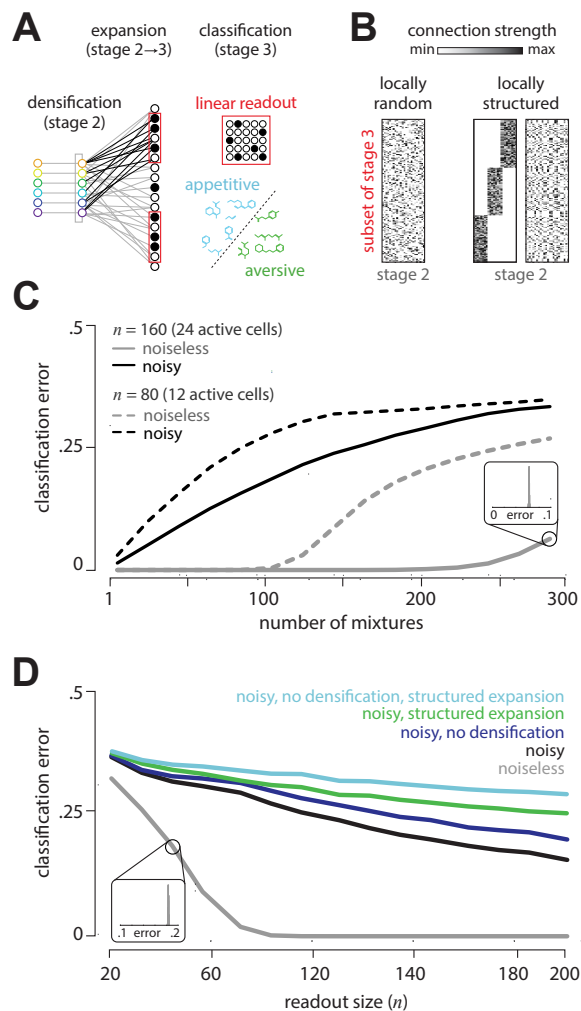 A
expansion
(stage 2→3)
classification
(stage 3)
densification
(stage 2)
linear readout
appetitive
aversive
B
connection strength
min
max
locally
random
locally
structured
subset of stage 3
stage 2
stage 2
C
.5
.25
0
classification error
n = 160 (24 active cells)
noiseless
noisy
n = 80 (12 active cells)
noiseless
noisy
0 error .1
1
100
200
300
number of mixtures
D
.5
.25
0
classification error
noisy, no densification, structured expansion
noisy, structured expansion
noisy, no densification
noisy
noiseless
.1 error .2
20
60
120
140
180
200
readout size (n)